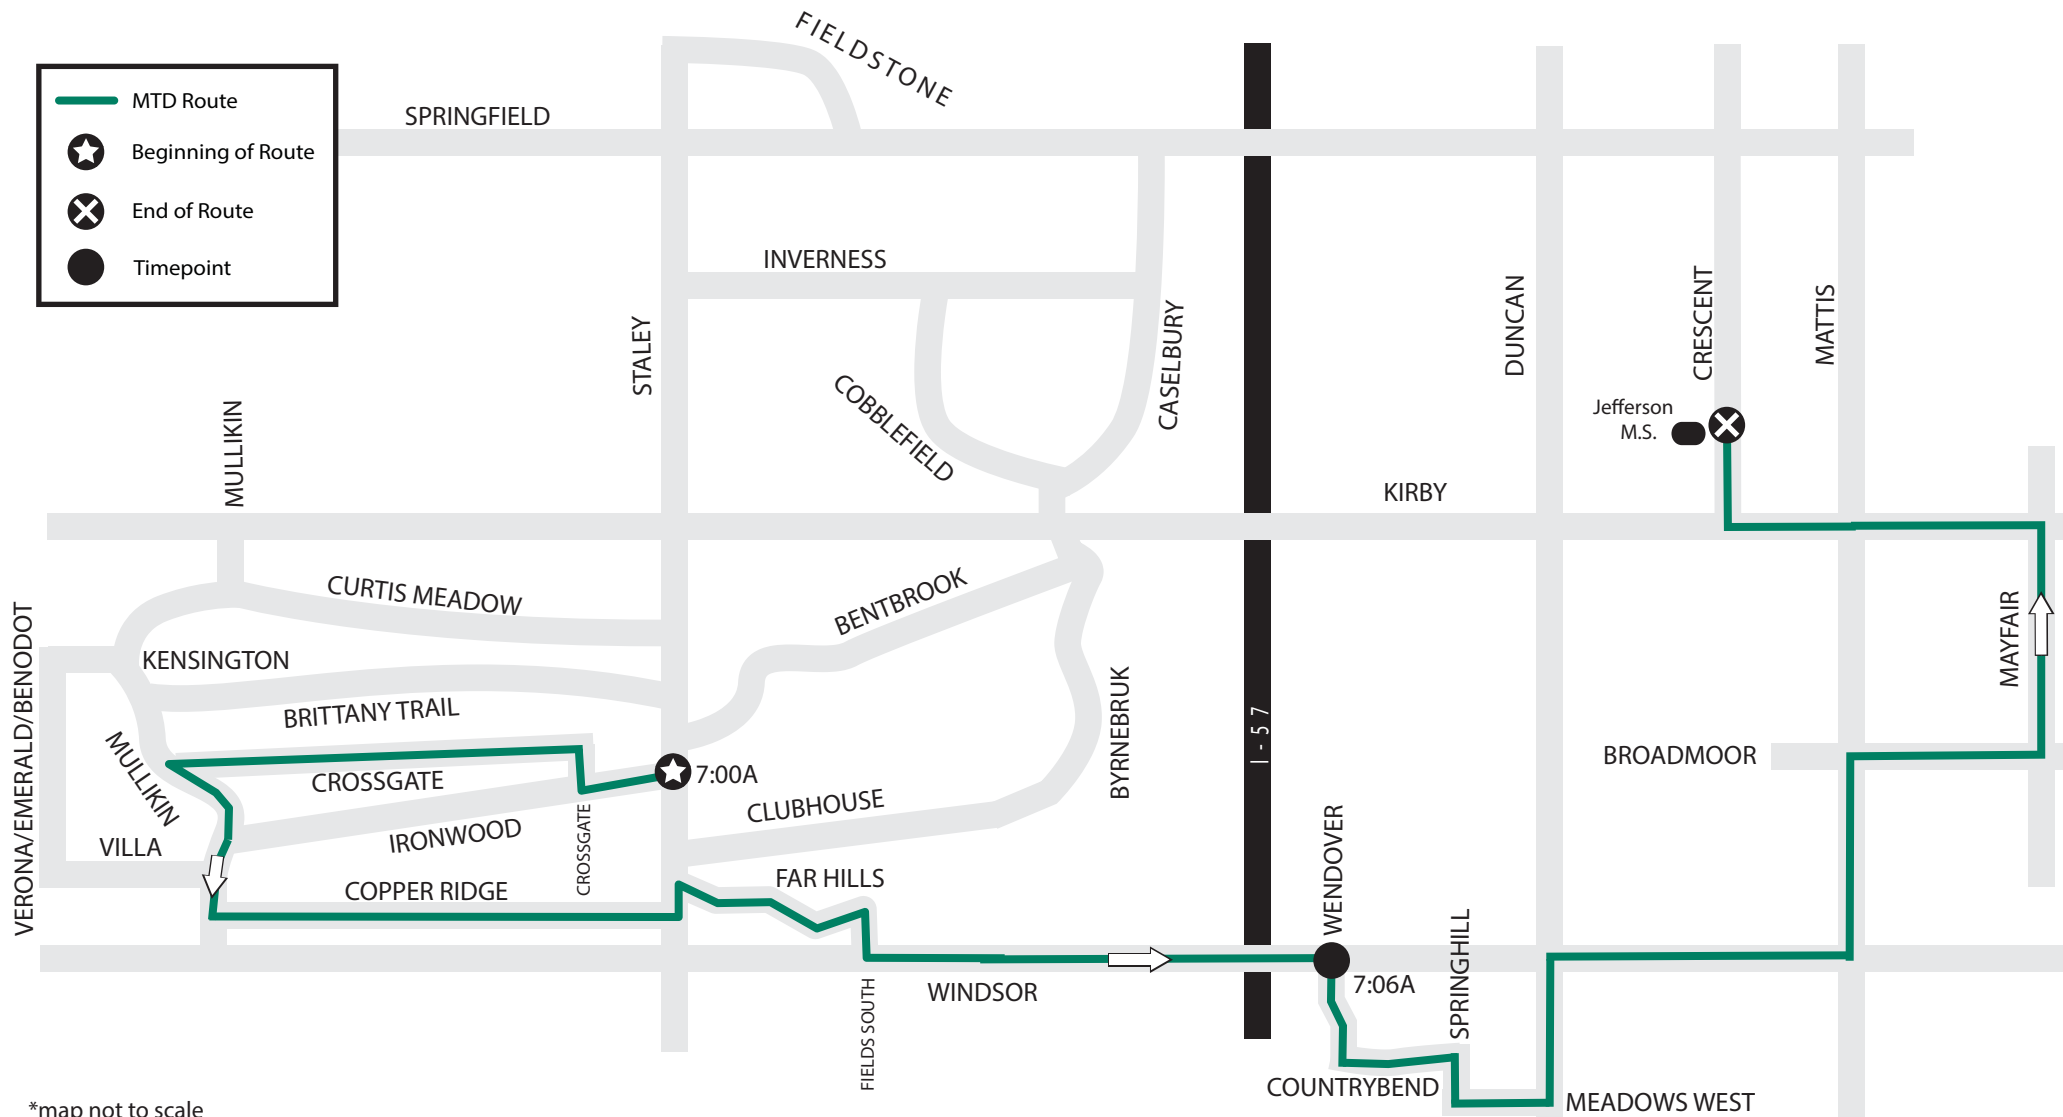 FIELDSTONE
MTD Route
Beginning of Route
End of Route
Timepoint
SPRINGFIELD
INVERNESS
STALEY
COBBLEFIELD
CASELBURY
DUNCAN
CRESCENT
MATTIS
Jefferson
M.S.
MULLIKIN
KIRBY
CURTIS MEADOW
BENTBROOK
VERONA/EMERALD/BENODOT
KENSINGTON
BRITTANY TRAIL
MULLIKIN
CROSSGATE
7:00A
BYRNEBRUK
I-57
MAYFAIR
BROADMOOR
CLUBHOUSE
IRONWOOD
CROSSGATE
VILLA
COPPER RIDGE
FAR HILLS
WENDOVER
7:06A
SPRINGHILL
WINDSOR
FIELDS SOUTH
COUNTRYBEND
MEADOWS WEST
*map not to scale